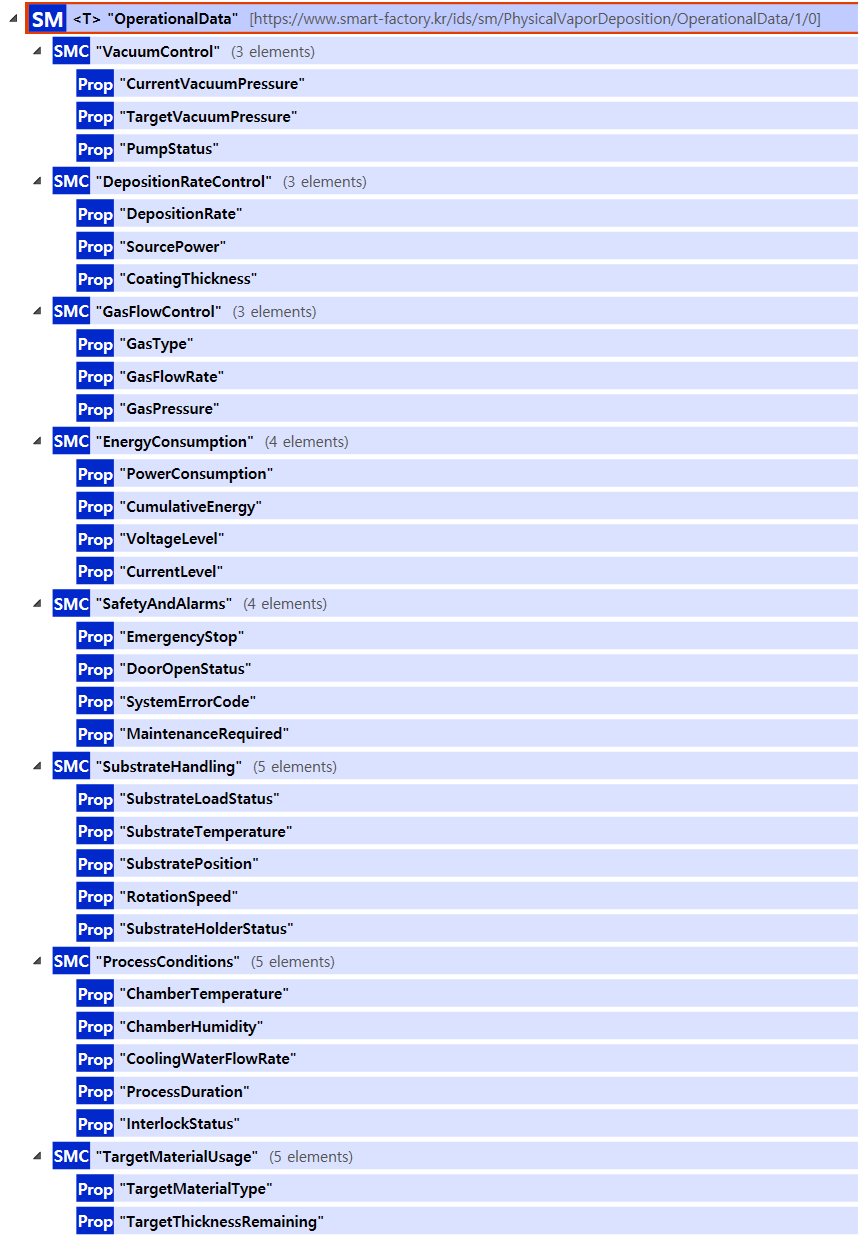 SM <T> "OperationalData" [https://www.smart-factory.kr/ids/sm/PhysicalVaporDeposition/OperationalData/1/0]
SMC "VacuumControl" (3 elements)
Prop "CurrentVacuumPressure"
Prop "TargetVacuumPressure"
Prop "PumpStatus"
SMC "DepositionRateControl" (3 elements)
Prop "DepositionRate"
Prop "SourcePower"
Prop "CoatingThickness"
SMC "GasFlowControl" (3 elements)
Prop "GasType"
Prop "GasFlowRate"
Prop "GasPressure"
SMC "EnergyConsumption" (4 elements)
Prop "PowerConsumption"
Prop "CumulativeEnergy"
Prop "VoltageLevel"
Prop "CurrentLevel"
SMC "SafetyAndAlarms" (4 elements)
Prop "EmergencyStop"
Prop "DoorOpenStatus"
Prop "SystemErrorCode"
Prop "MaintenanceRequired"
SMC "SubstrateHandling" (5 elements)
Prop "SubstrateLoadStatus"
Prop "SubstrateTemperature"
Prop "SubstratePosition"
Prop "RotationSpeed"
Prop "SubstrateHolderStatus"
SMC "ProcessConditions" (5 elements)
Prop "ChamberTemperature"
Prop "ChamberHumidity"
Prop "CoolingWaterFlowRate"
Prop "ProcessDuration"
Prop "InterlockStatus"
SMC "TargetMaterialUsage" (5 elements)
Prop "TargetMaterialType"
Prop "TargetThicknessRemaining"